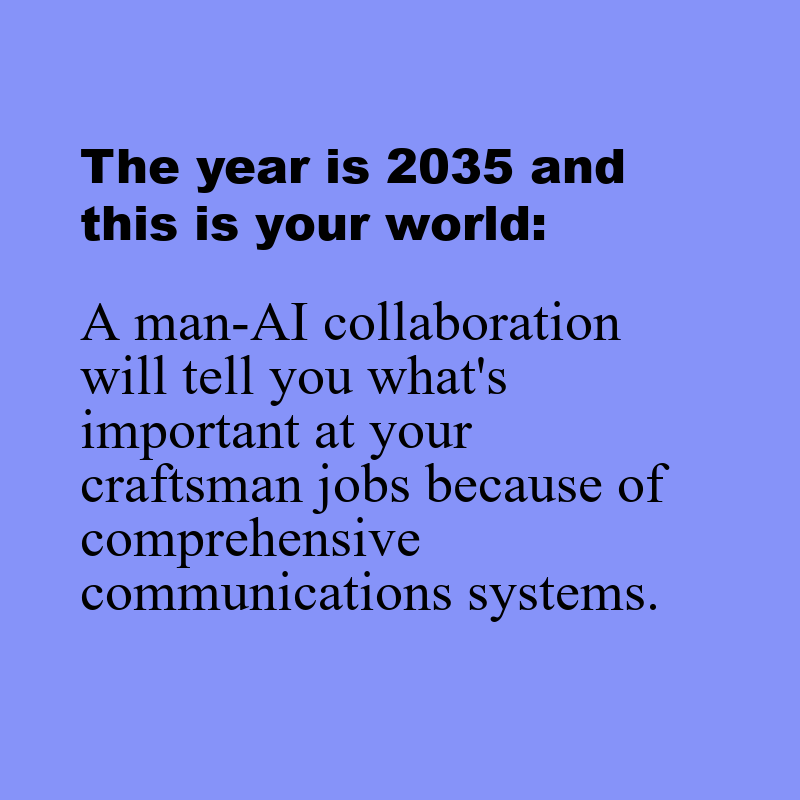 The year is 2035 and
this is your world:
A man-AI collaboration
will tell you what's
important at your
craftsman jobs because of
comprehensive
communications systems.